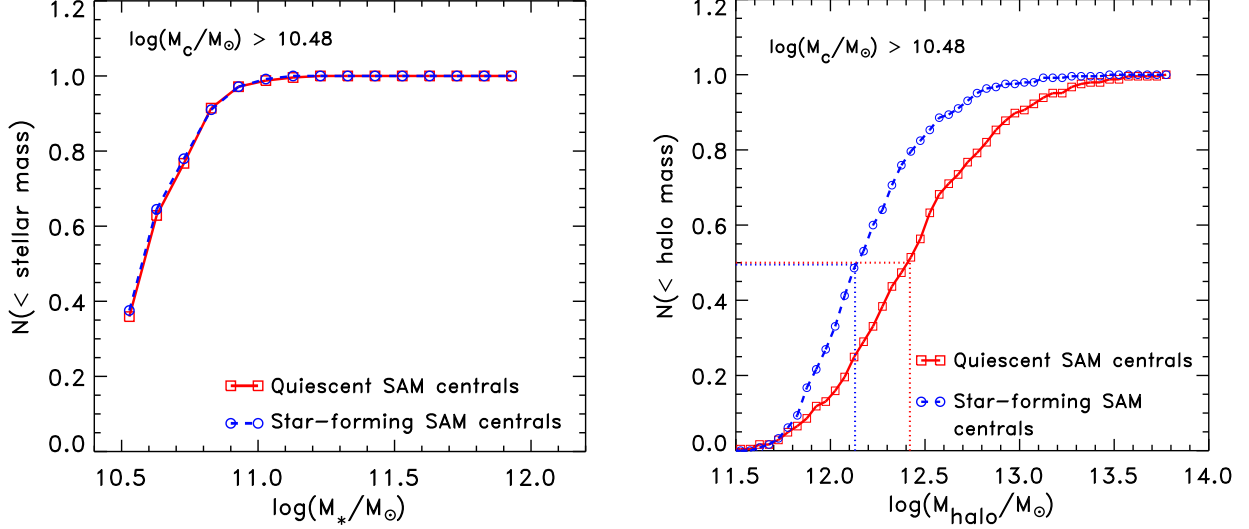 1.2
1.0
0.8
0.6
0.4
0.2
0.0
N(< stellar mass)
log(M_c/M_☉) > 10.48
Quiescent SAM centrals
Star-forming SAM centrals
10.5 11.0 11.5 12.0
log(M_*/M_☉)
1.2
1.0
0.8
0.6
0.4
0.2
0.0
N(< halo mass)
log(M_c/M_☉) > 10.48
Quiescent SAM centrals
Star-forming SAM
centrals
11.5 12.0 12.5 13.0 13.5 14.0
log(M_halo/M_☉)